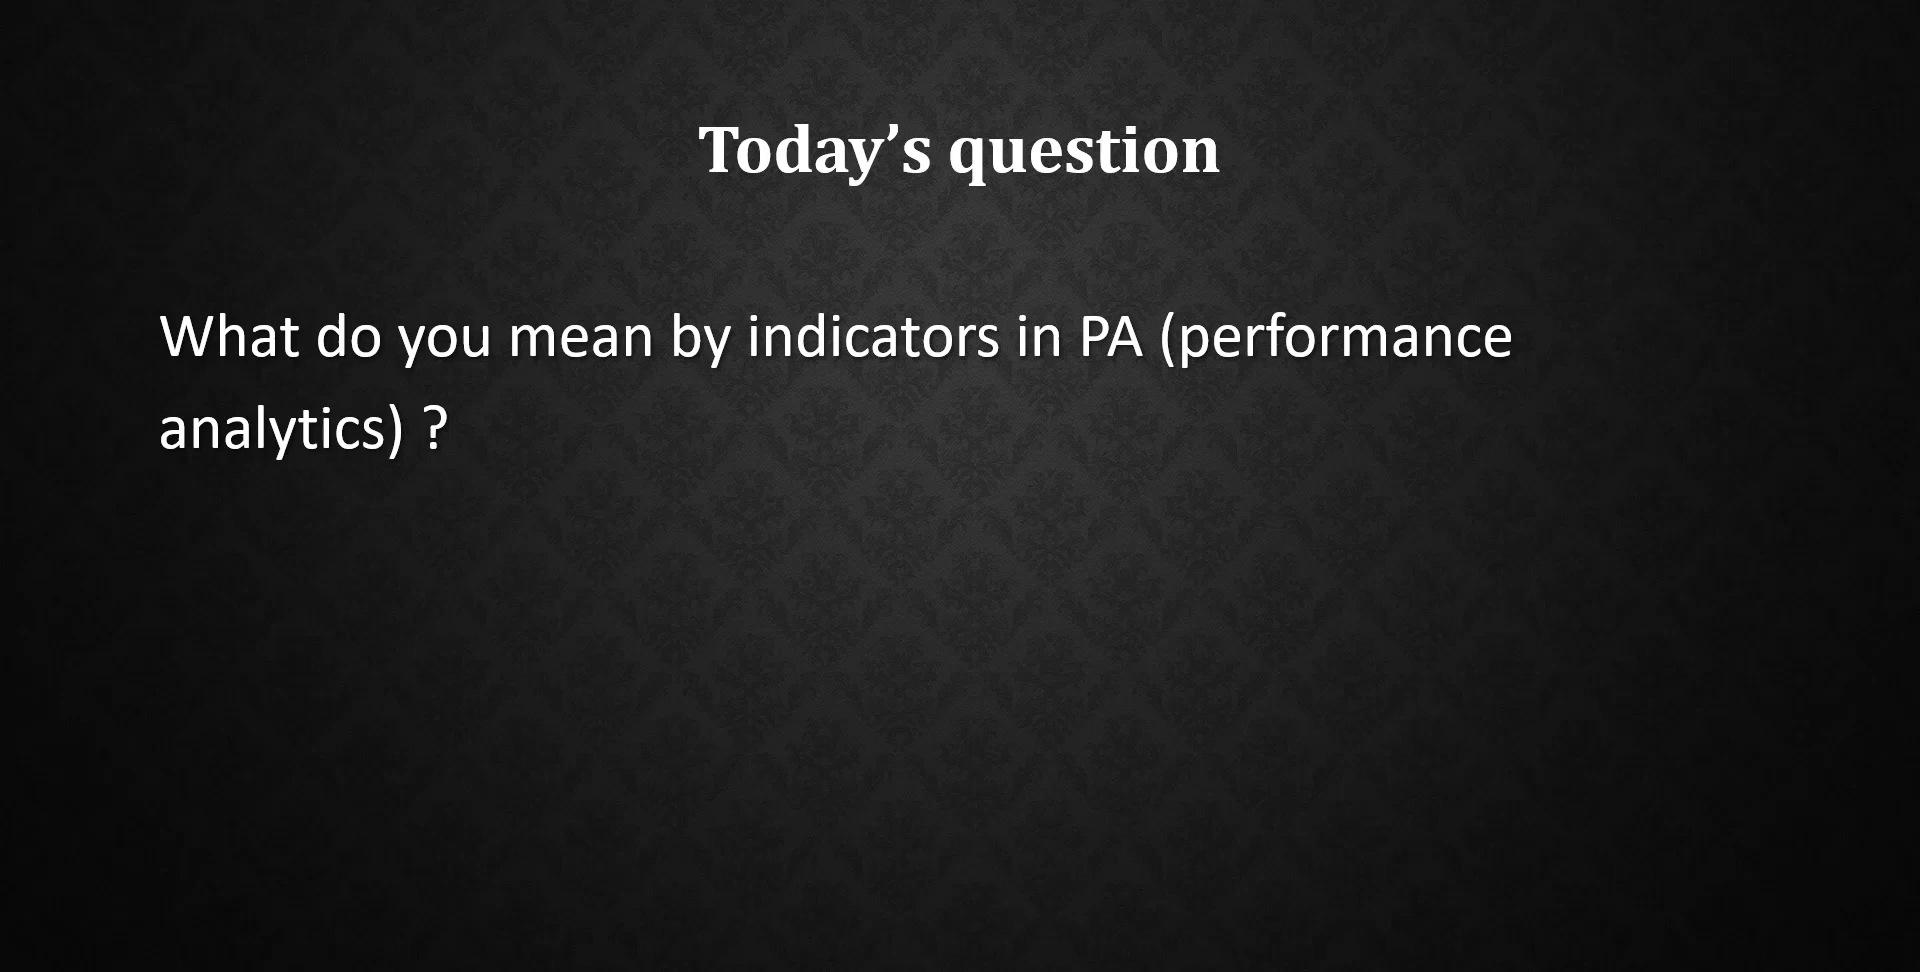 Today’s question
What do you mean by indicators in PA (performance
analytics) ?